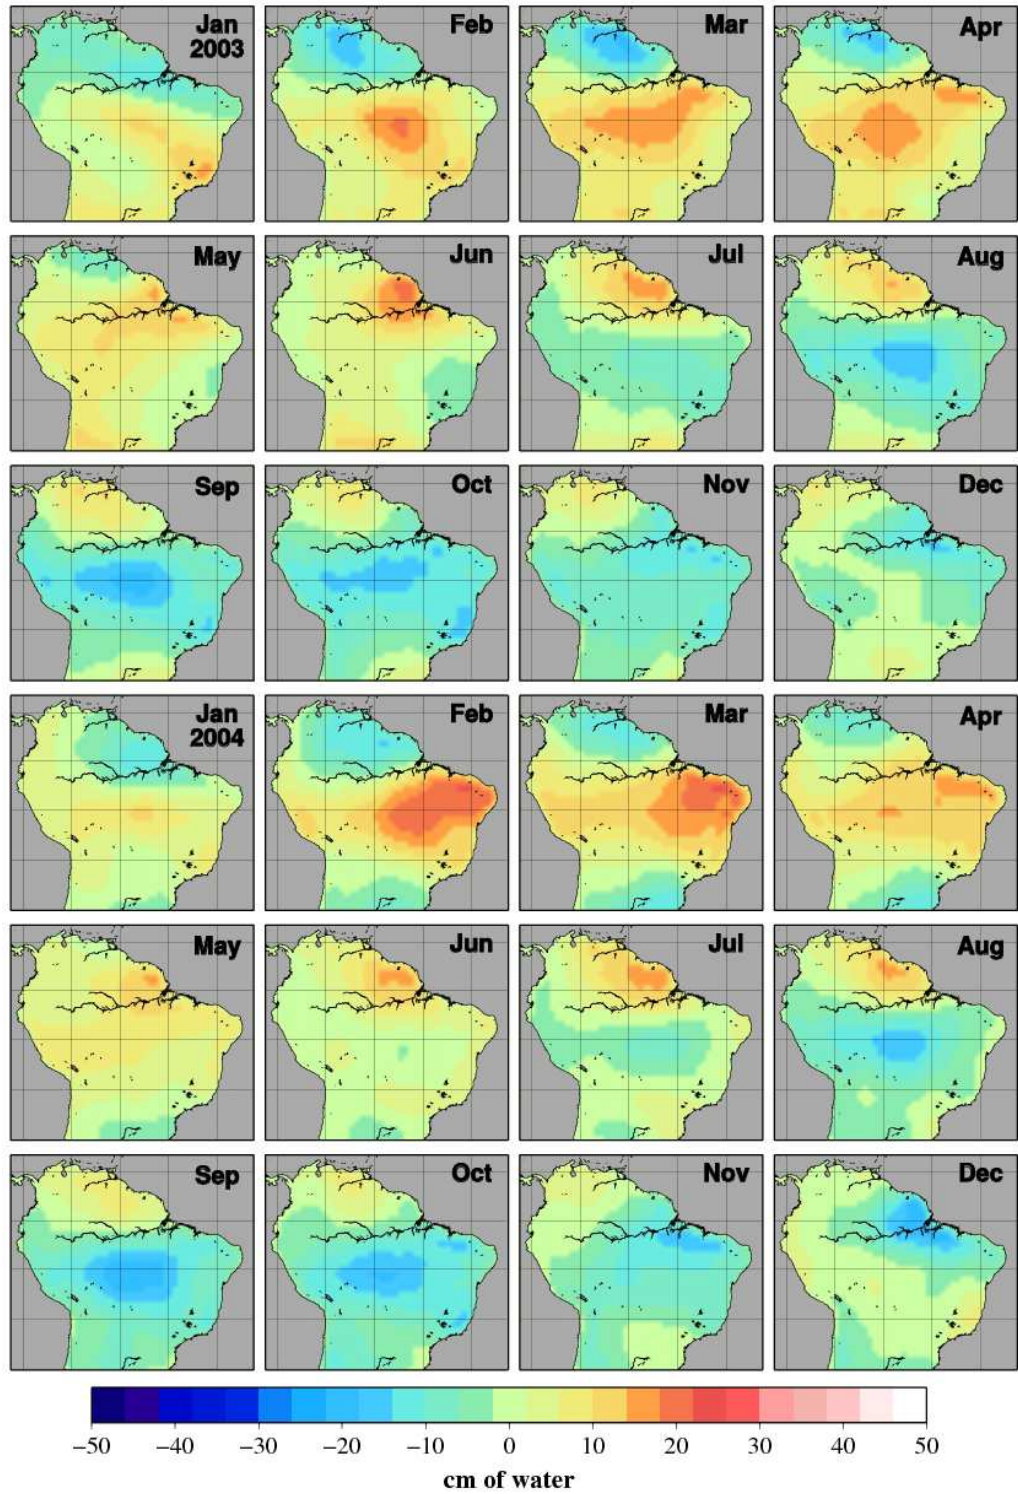 Jan
2003
Feb
Mar
Apr
May
Jun
Jul
Aug
Sep
Oct
Nov
Dec
Jan
2004
Feb
Mar
Apr
May
Jun
Jul
Aug
Sep
Oct
Nov
Dec
−50 −40 −30 −20 −10 0 10 20 30 40 50
cm of water